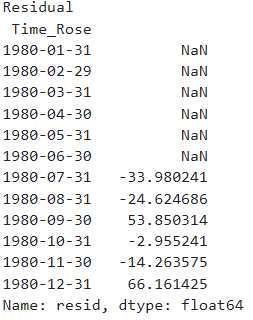 Residual
Time_Rose
1980-01-31 NaN
1980-02-29 NaN
1980-03-31 NaN
1980-04-30 NaN
1980-05-31 NaN
1980-06-30 NaN
1980-07-31 -33.980241
1980-08-31 -24.624686
1980-09-30 53.850314
1980-10-31 -2.955241
1980-11-30 -14.263575
1980-12-31 66.161425
Name: resid, dtype: float64